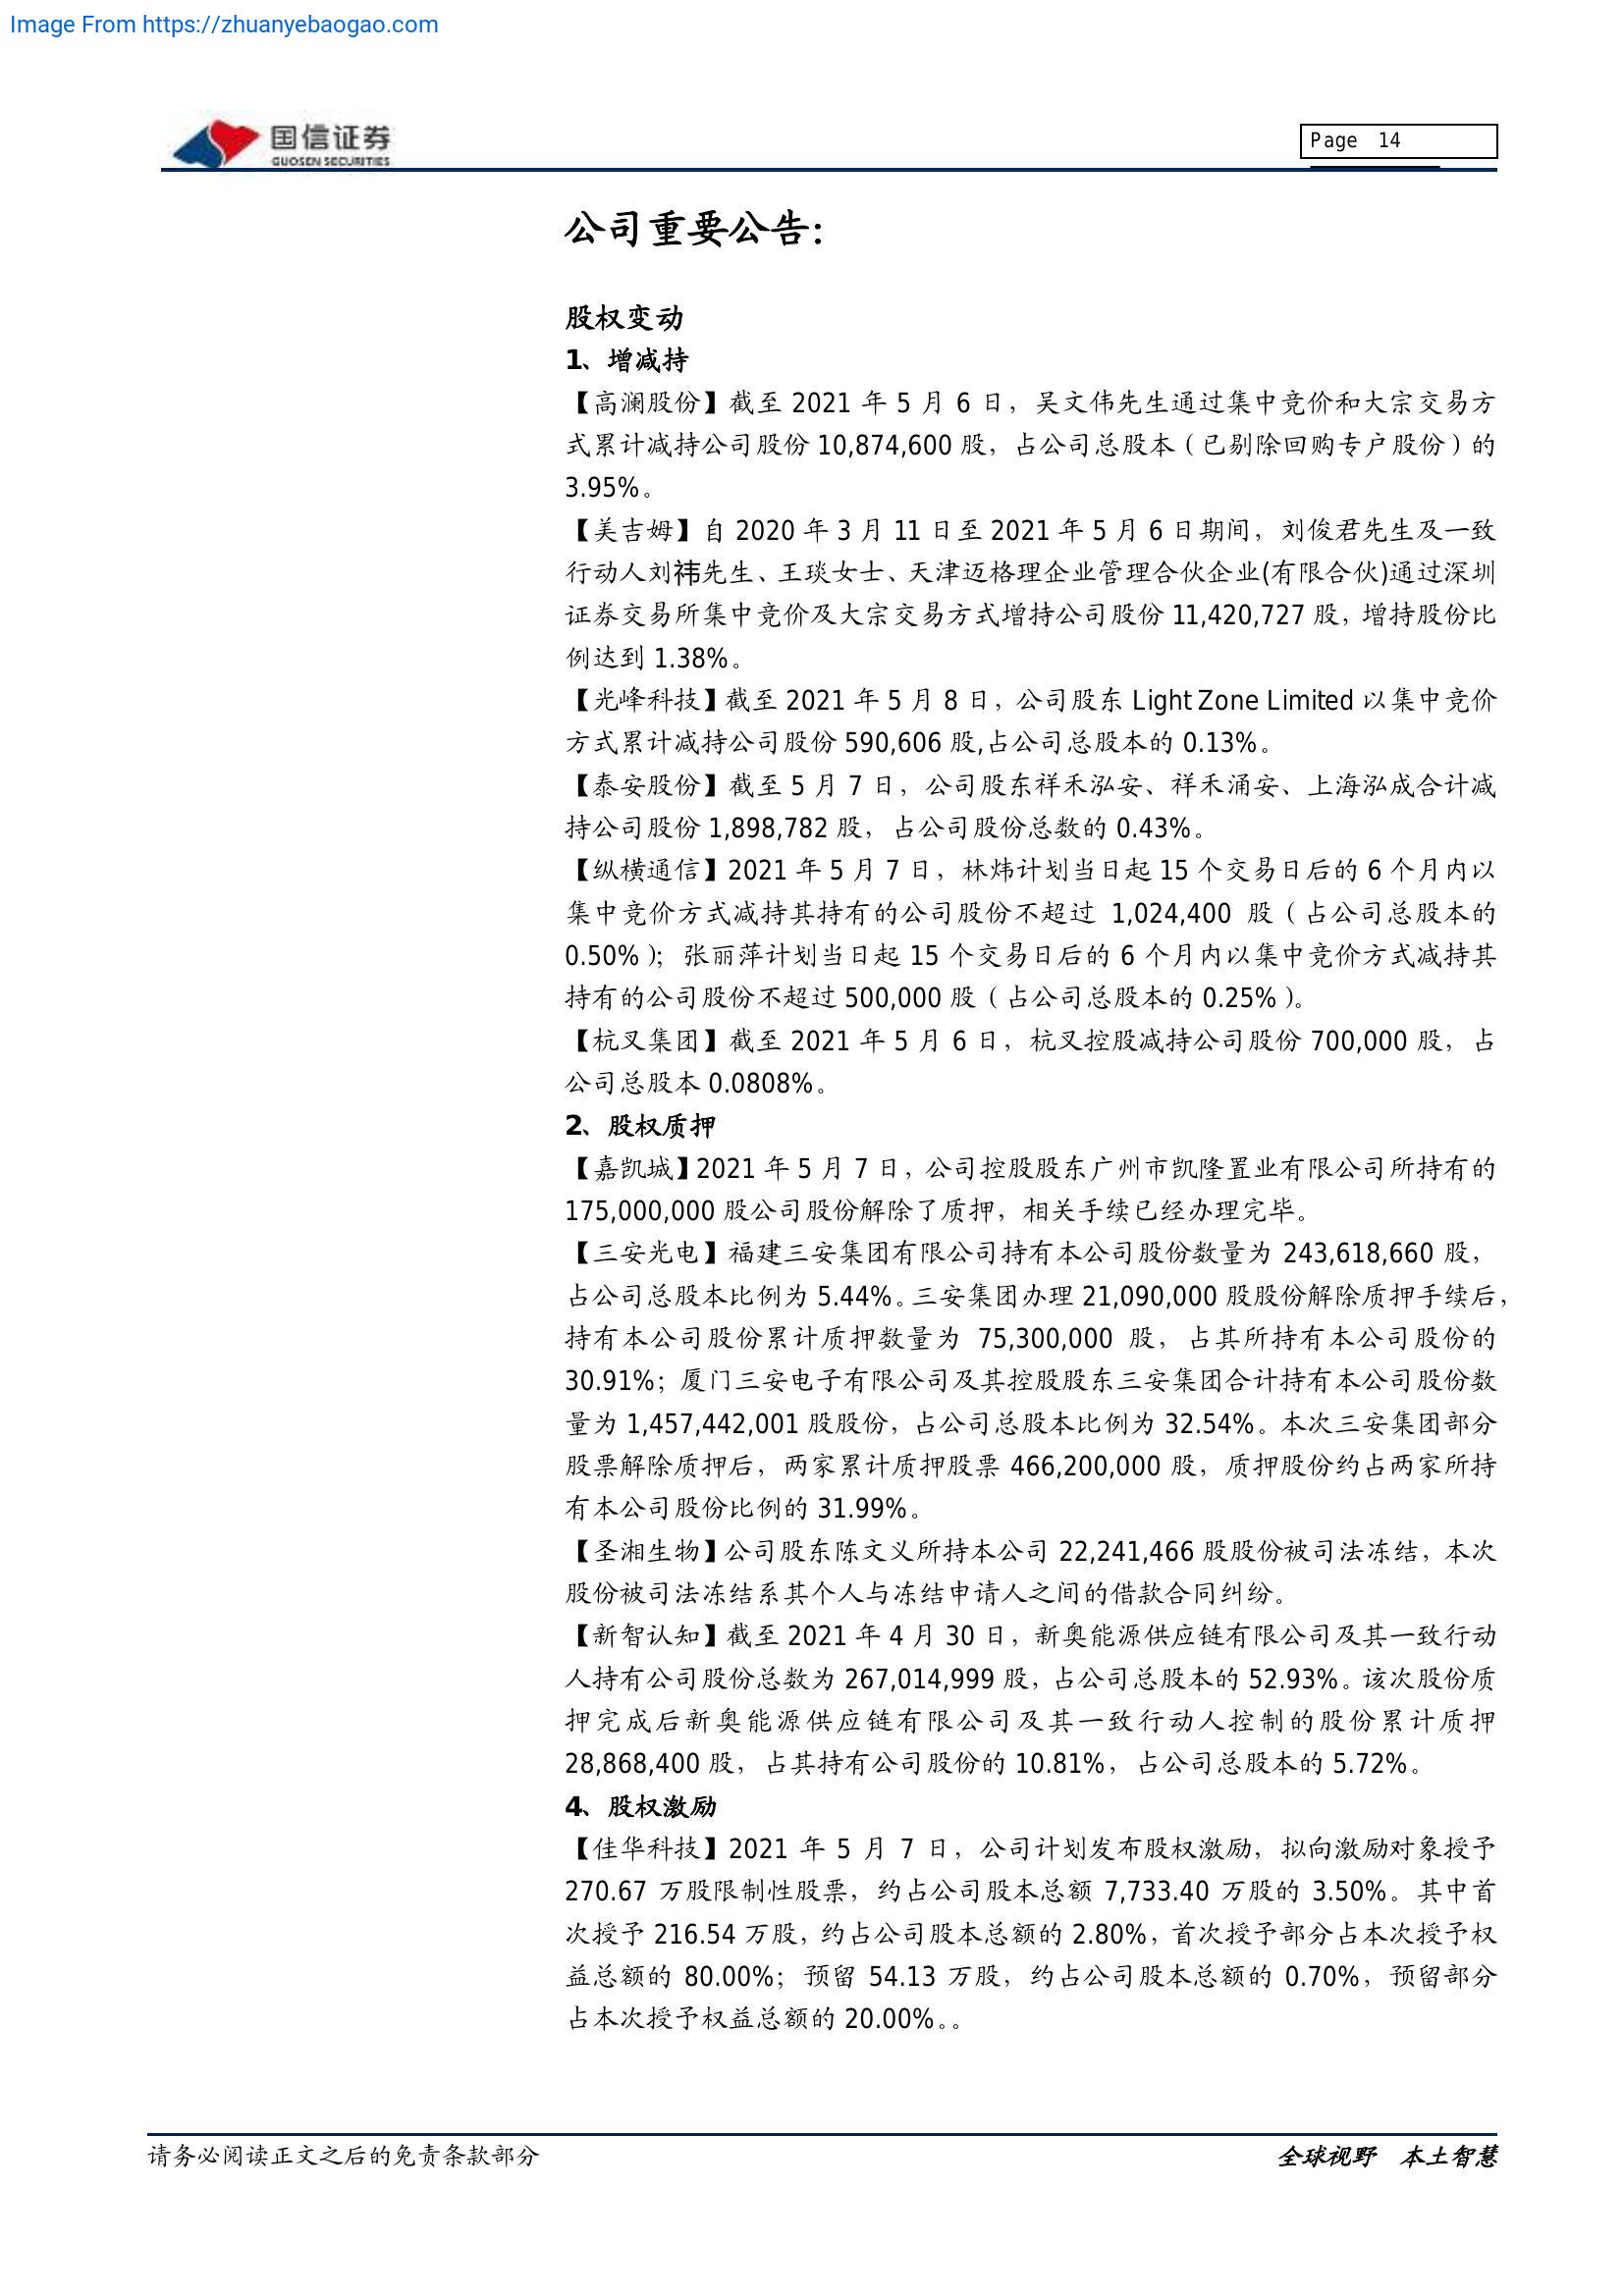 Image From https://zhuanyebaogao.com
国信证券
GUOSEN SECURITIES
Page 14
公司重要公告：
股权变动
1、增减持
【高澜股份】截至 2021 年 5 月 6 日，吴文伟先生通过集中竞价和大宗交易方
式累计减持公司股份 10,874,600 股，占公司总股本（已剔除回购专户股份）的
3.95%。
【美吉姆】自 2020 年 3 月 11 日至 2021 年 5 月 6 日期间，刘俊君先生及一致
行动人刘祎先生、王琰女士、天津迈格理企业管理合伙企业(有限合伙)通过深圳
证券交易所集中竞价及大宗交易方式增持公司股份 11,420,727 股，增持股份比
例达到 1.38%。
【光峰科技】截至 2021 年 5 月 8 日，公司股东 Light Zone Limited 以集中竞价
方式累计减持公司股份 590,606 股,占公司总股本的 0.13%。
【泰安股份】截至 5 月 7 日，公司股东祥禾泓安、祥禾涌安、上海泓成合计减
持公司股份 1,898,782 股，占公司股份总数的 0.43%。
【纵横通信】2021 年 5 月 7 日，林炜计划当日起 15 个交易日后的 6 个月内以
集中竞价方式减持其持有的公司股份不超过 1,024,400 股（占公司总股本的
0.50%）；张丽萍计划当日起 15 个交易日后的 6 个月内以集中竞价方式减持其
持有的公司股份不超过 500,000 股（占公司总股本的 0.25%）。
【杭叉集团】截至 2021 年 5 月 6 日，杭叉控股减持公司股份 700,000 股，占
公司总股本 0.0808%。
2、股权质押
【嘉凯城】2021 年 5 月 7 日，公司控股股东广州市凯隆置业有限公司所持有的
175,000,000 股公司股份解除了质押，相关手续已经办理完毕。
【三安光电】福建三安集团有限公司持有本公司股份数量为 243,618,660 股，
占公司总股本比例为 5.44%。三安集团办理 21,090,000 股股份解除质押手续后，
持有本公司股份累计质押数量为 75,300,000 股，占其所持有本公司股份的
30.91%；厦门三安电子有限公司及其控股股东三安集团合计持有本公司股份数
量为 1,457,442,001 股股份，占公司总股本比例为 32.54%。本次三安集团部分
股票解除质押后，两家累计质押股票 466,200,000 股，质押股份约占两家所持
有本公司股份比例的 31.99%。
【圣湘生物】公司股东陈文义所持本公司 22,241,466 股股份被司法冻结，本次
股份被司法冻结系其个人与冻结申请人之间的借款合同纠纷。
【新智认知】截至 2021 年 4 月 30 日，新奥能源供应链有限公司及其一致行动
人持有公司股份总数为 267,014,999 股，占公司总股本的 52.93%。该次股份质
押完成后新奥能源供应链有限公司及其一致行动人控制的股份累计质押
28,868,400 股，占其持有公司股份的 10.81%，占公司总股本的 5.72%。
4、股权激励
【佳华科技】2021 年 5 月 7 日，公司计划发布股权激励，拟向激励对象授予
270.67 万股限制性股票，约占公司股本总额 7,733.40 万股的 3.50%。其中首
次授予 216.54 万股，约占公司股本总额的 2.80%，首次授予部分占本次授予权
益总额的 80.00%；预留 54.13 万股，约占公司股本总额的 0.70%，预留部分
占本次授予权益总额的 20.00%。。
请务必阅读正文之后的免责条款部分
全球视野 本土智慧